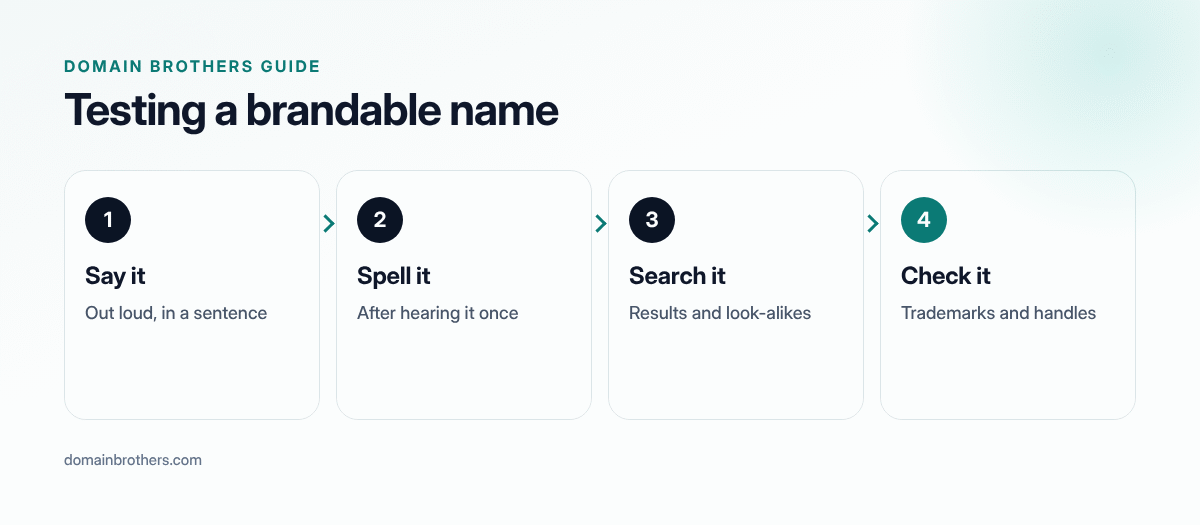 DOMAIN BROTHERS GUIDE
Testing a brandable name
1
Say it
Out loud, in a sentence
2
Spell it
After hearing it once
3
Search it
Results and look-alikes
4
Check it
Trademarks and handles
domainbrothers.com